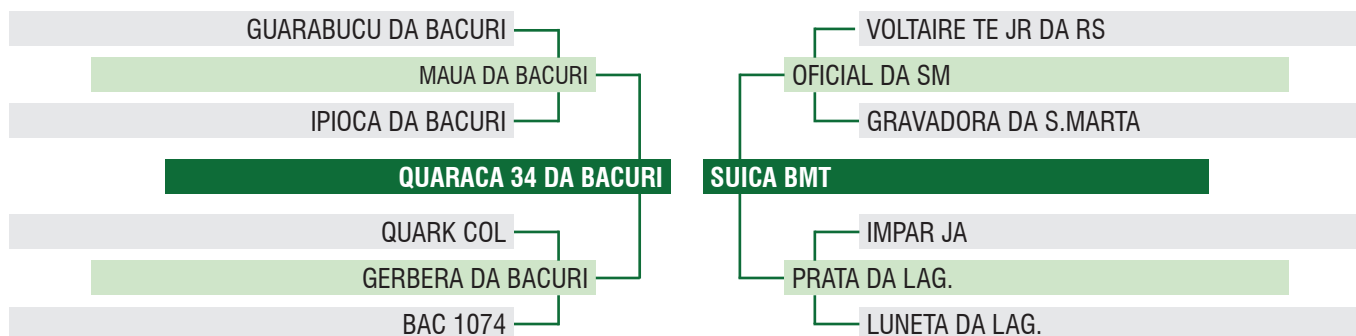 GUARABUCU DA BACURI
MAUA DA BACURI
IPIOCA DA BACURI
QUARACA 34 DA BACURI
QUARK COL
GERBERA DA BACURI
BAC 1074
VOLTAIRE TE JR DA RS
OFICIAL DA SM
GRAVADORA DA S.MARTA
SUICA BMT
IMPAR JA
PRATA DA LAG.
LUNETA DA LAG.